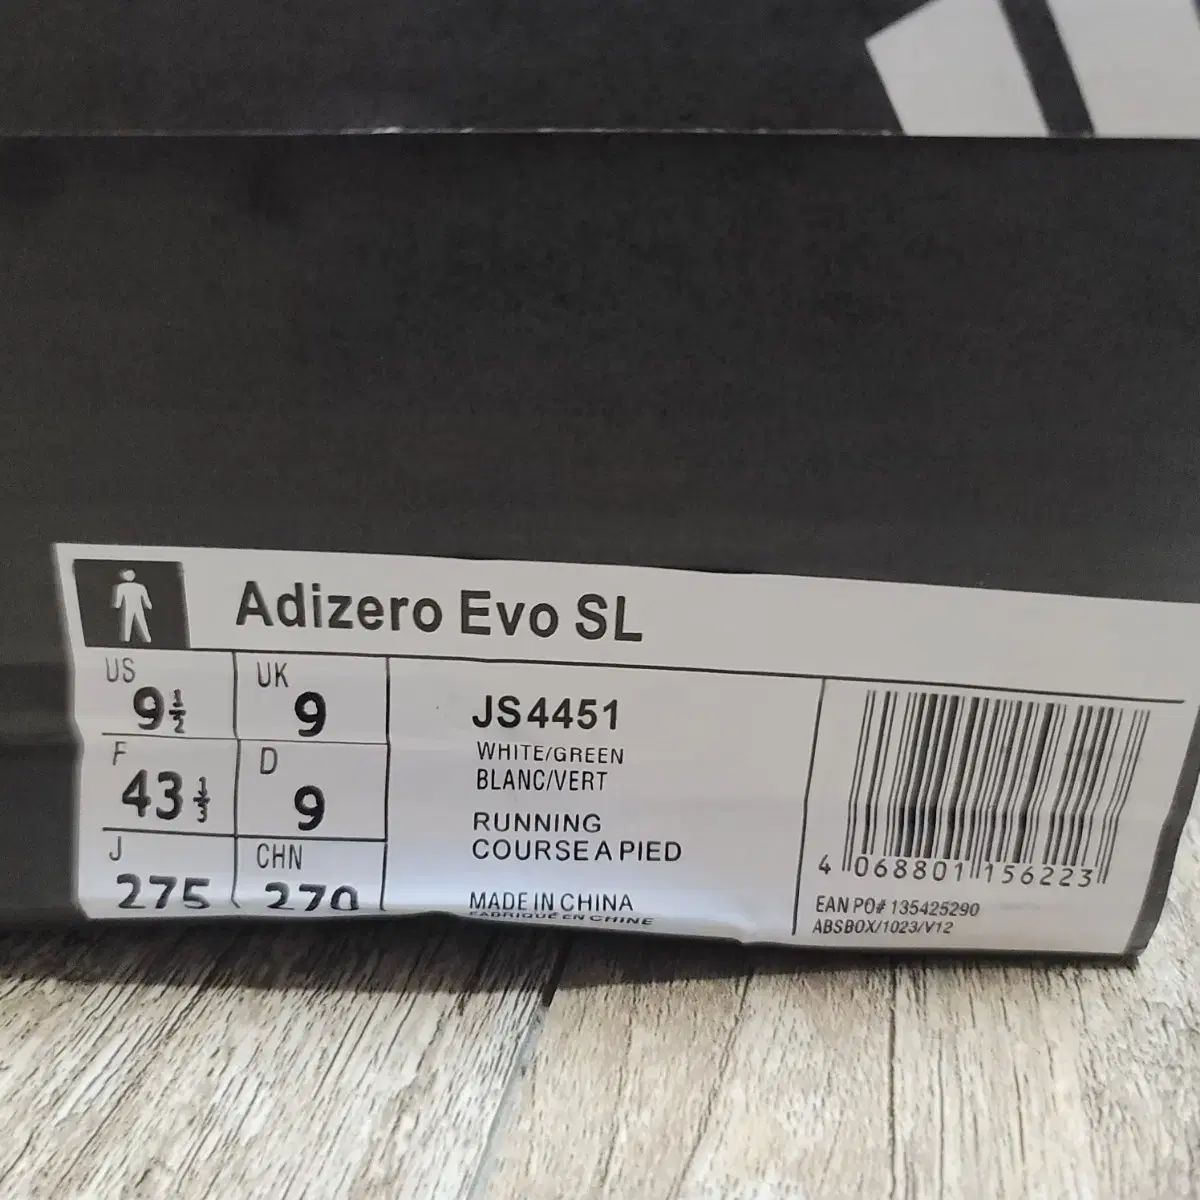 Adizero Evo SL
US 9½ UK 9
F 43⅓ D 9
J 275 CHN 270
JS4451
WHITE/GREEN
BLANC/VERT
RUNNING
COURSE A PIED
MADE IN CHINA
FABRIQUÉ EN CHINE
4 068801 156223
EAN PO# 135425290
ABSBOX/1023/V12